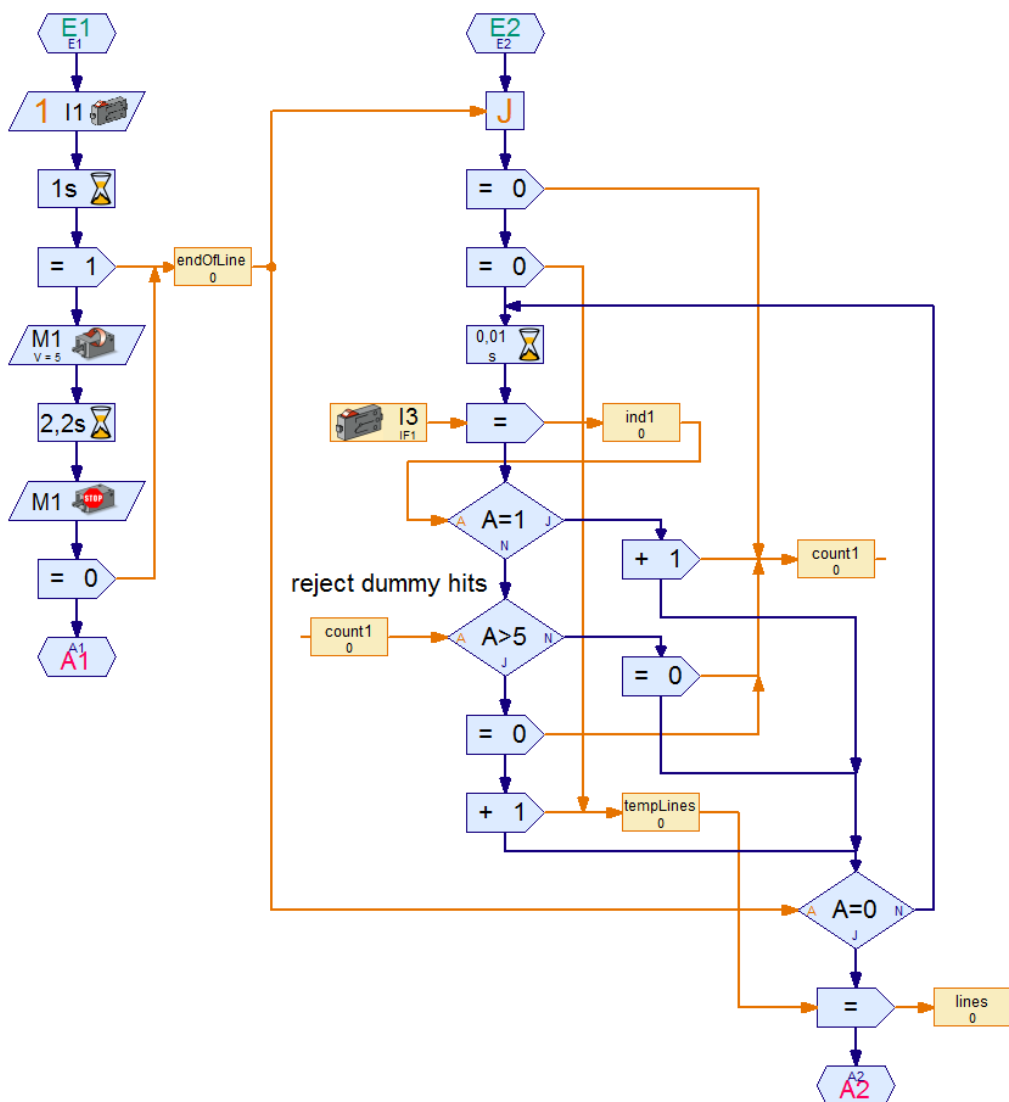 E1
E1
1 I1
1s
= 1
endOfLine
0
M1
V = 5
2,2s
M1
STOP
= 0
A1
A1
E2
E2
J
= 0
= 0
0,01
s
I3
IF1
=
ind1
0
A A=1 J
N
+ 1
count1
0
reject dummy hits
count1
0
A A>5 N
J
= 0
= 0
+ 1
tempLines
0
A A=0 N
J
=
lines
0
A2
A2